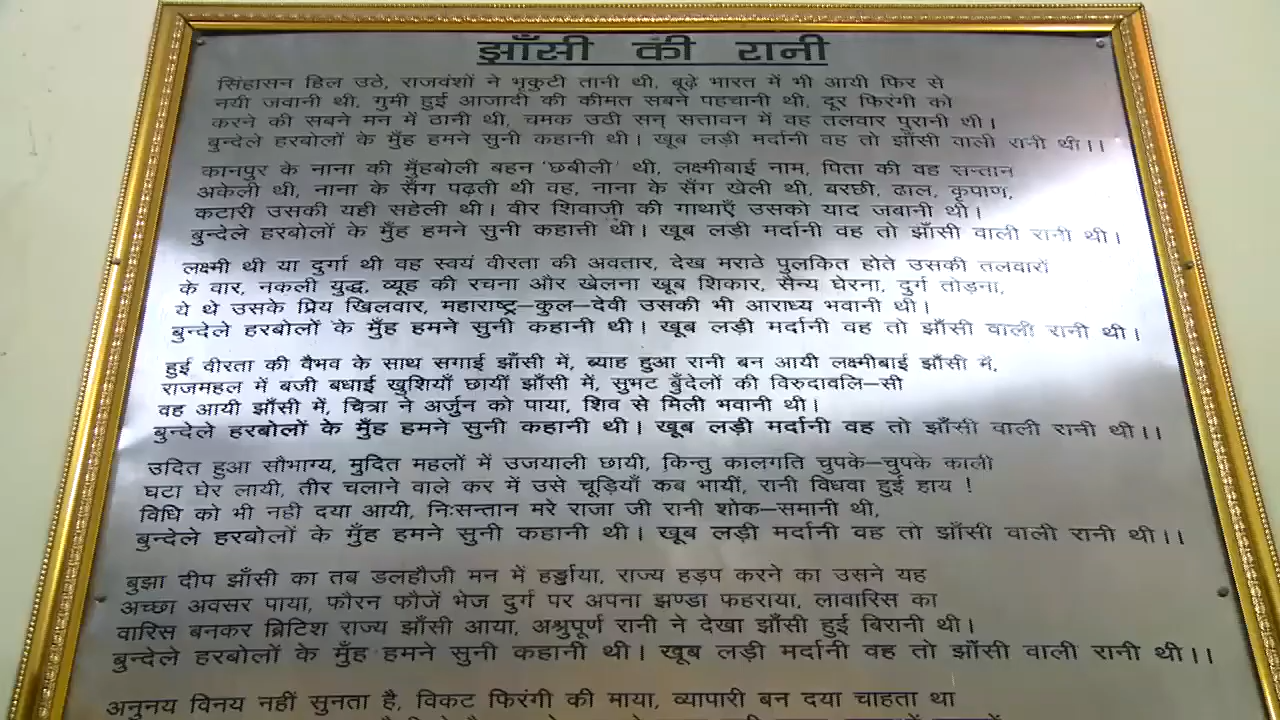 झाँसी की रानी
सिंहासन हिल उठे, राजवंशों ने भृकुटी तानी थी, बूढ़े भारत में भी आयी फिर से
नयी जवानी थी, गुमी हुई आजादी की कीमत सबने पहचानी थी, दूर फिरंगी को
करने की सबने मन में ठानी थी, चमक उठी सन् सत्तावन में वह तलवार पुरानी थी।
बुन्देले हरबोलों के मुँह हमने सुनी कहानी थी। खूब लड़ी मर्दानी वह तो झाँसी वाली रानी थी।।
कानपुर के नाना की मुँहबोली बहन 'छबीली' थी, लक्ष्मीबाई नाम, पिता की वह सन्तान
अकेली थी, नाना के सँग पढ़ती थी वह, नाना के सँग खेली थी, बरछी, ढाल, कृपाण,
कटारी उसकी यही सहेली थी। वीर शिवाजी की गाथाएँ उसको याद जबानी थी।
बुन्देले हरबोलों के मुँह हमने सुनी कहानी थी। खूब लड़ी मर्दानी वह तो झाँसी वाली रानी थी।
लक्ष्मी थी या दुर्गा थी वह स्वयं वीरता की अवतार, देख मराठे पुलकित होते उसकी तलवारों
के वार, नकली युद्ध, व्यूह की रचना और खेलना खूब शिकार, सैन्य घेरना, दुर्ग तोड़ना,
ये थे उसके प्रिय खिलवार, महाराष्ट्र–कुल–देवी उसकी भी आराध्य भवानी थी।
बुन्देले हरबोलों के मुँह हमने सुनी कहानी थी। खूब लड़ी मर्दानी वह तो झाँसी वाली रानी थी।
हुई वीरता की वैभव के साथ सगाई झाँसी में, ब्याह हुआ रानी बन आयी लक्ष्मीबाई झाँसी में,
राजमहल में बजी बधाई खुशियाँ छायीं झाँसी में, सुभट बुँदेलों की विरुदावलि–सी
वह आयी झाँसी में, चित्रा ने अर्जुन को पाया, शिव से मिली भवानी थी।
बुन्देले हरबोलों के मुँह हमने सुनी कहानी थी। खूब लड़ी मर्दानी वह तो झाँसी वाली रानी थी।।
उदित हुआ सौभाग्य, मुदित महलों में उजयाली छायी, किन्तु कालगति चुपके–चुपके काली
घटा घेर लायी, तीर चलाने वाले कर में उसे चूड़ियाँ कब भायीं, रानी विधवा हुई हाय !
विधि को भी नही दया आयी, निःसन्तान मरे राजा जी रानी शोक–समानी थी,
बुन्देले हरबोलों के मुँह हमने सुनी कहानी थी। खूब लड़ी मर्दानी वह तो झाँसी वाली रानी थी।।
बुझा दीप झाँसी का तब डलहौजी मन में राज्य हड़प करने का उसने यह
अच्छा अवसर पाया, फौरन फौजें भेज दुर्ग पर अपना झण्डा फहराया, लावारिस का
वारिस बनकर ब्रिटिश राज्य झाँसी आया, अश्रुपूर्ण रानी ने देखा झाँसी हुई बिरानी थी।
बुन्देले हरबोलों के मुँह हमने सुनी कहानी थी। खूब लड़ी मर्दानी वह तो झाँसी वाली रानी थी।।
अनुनय विनय नहीं सुनता है, विकट फिरंगी की माया, व्यापारी बन दया चाहता था